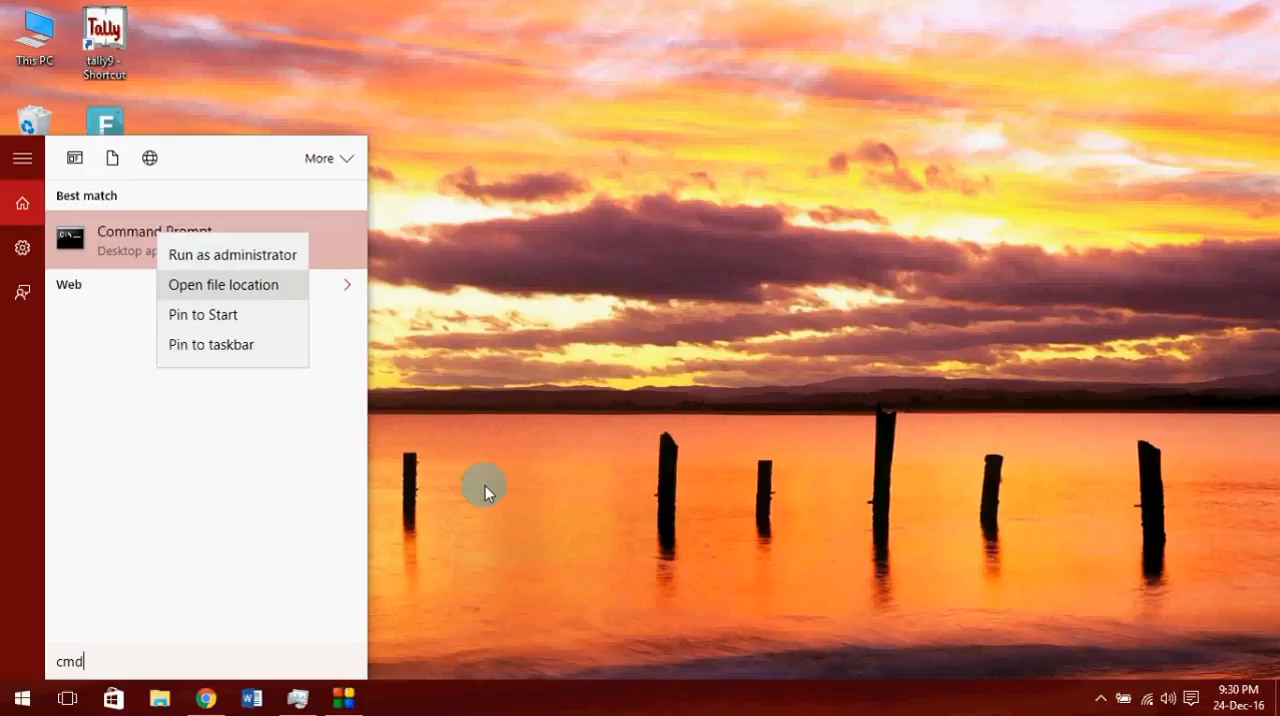 This PC
Tally
tally9 -
Shortcut
F
More
Best match
Command Prompt
Desktop ap
Run as administrator
Web
Open file location
Pin to Start
Pin to taskbar
cmd
9:30 PM
24-Dec-16